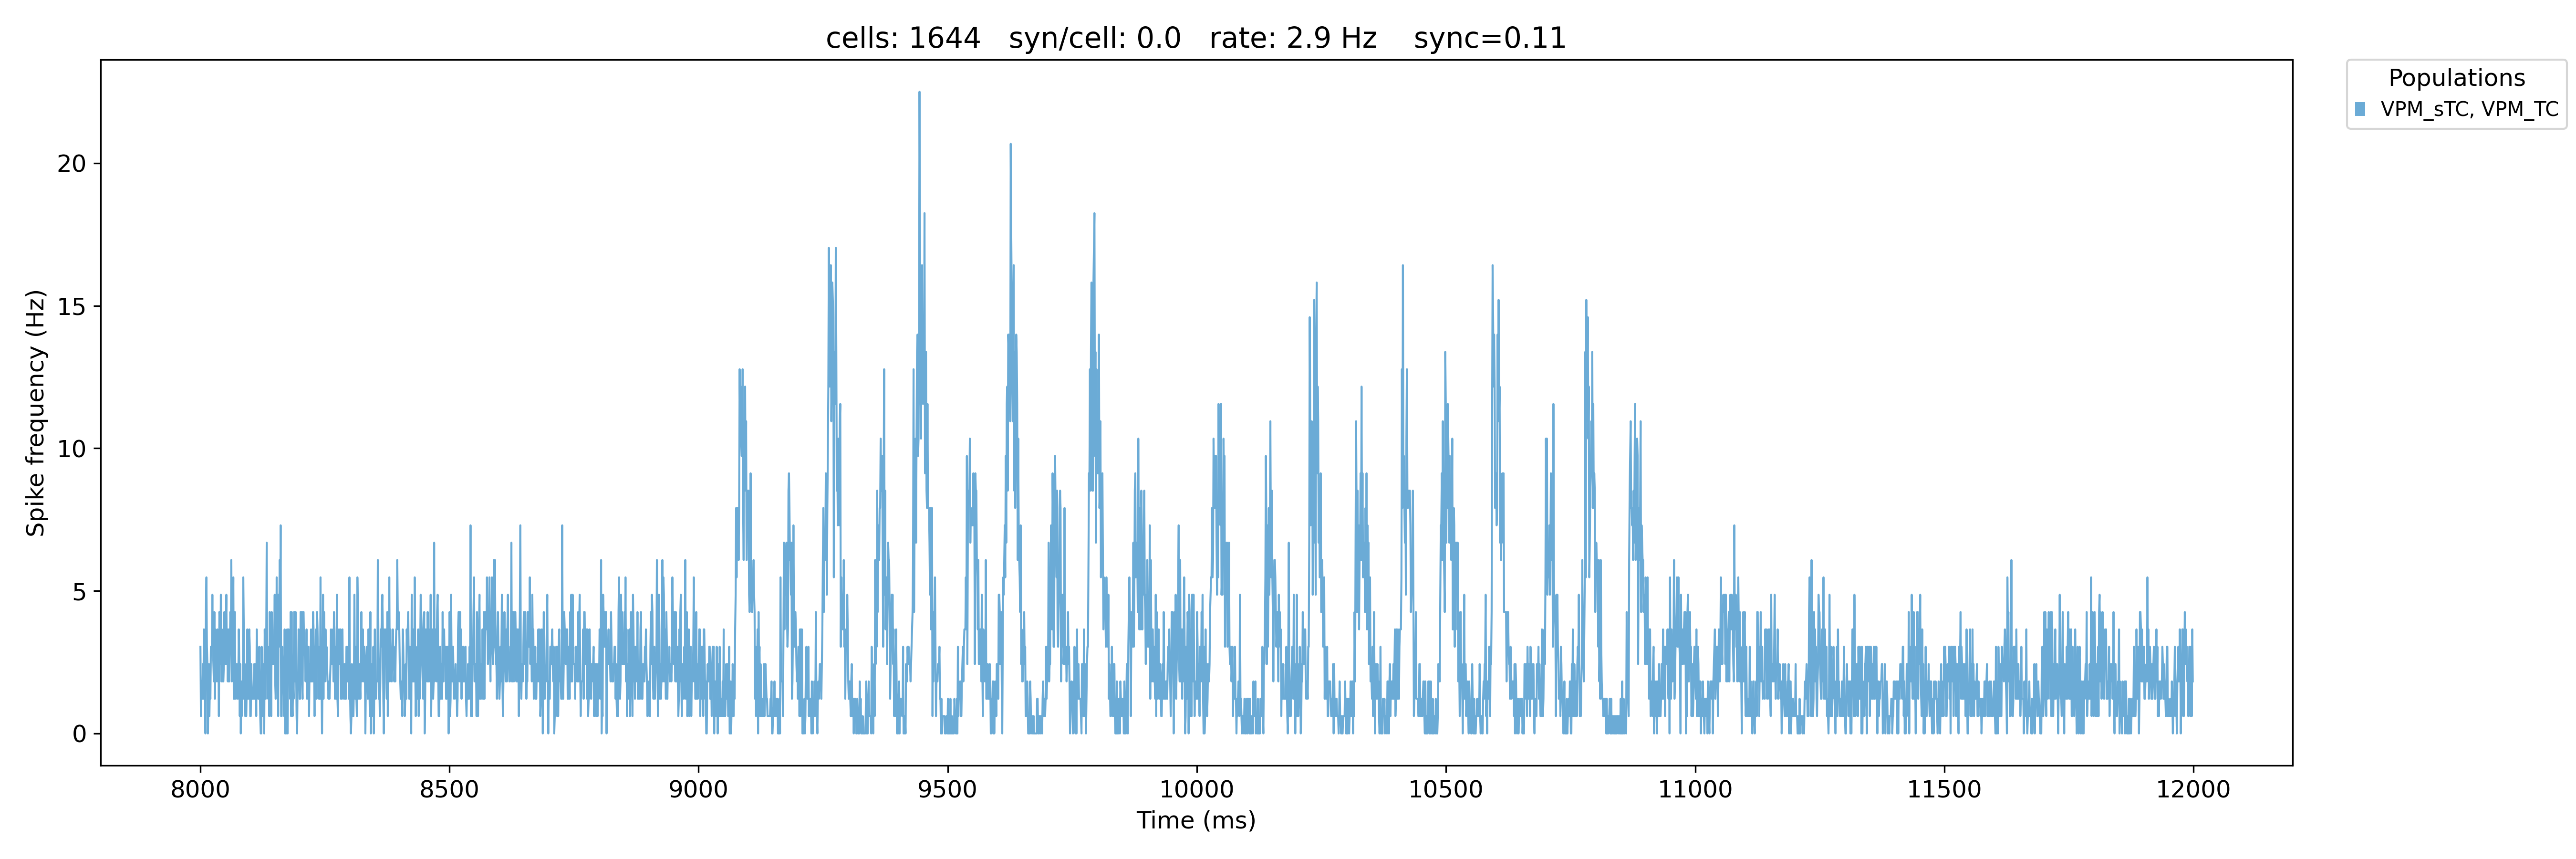 cells: 1644   syn/cell: 0.0   rate: 2.9 Hz    sync=0.11
Populations
VPM_sTC, VPM_TC
Spike frequency (Hz)
20
15
10
5
0
8000 8500 9000 9500 10000 10500 11000 11500 12000
Time (ms)